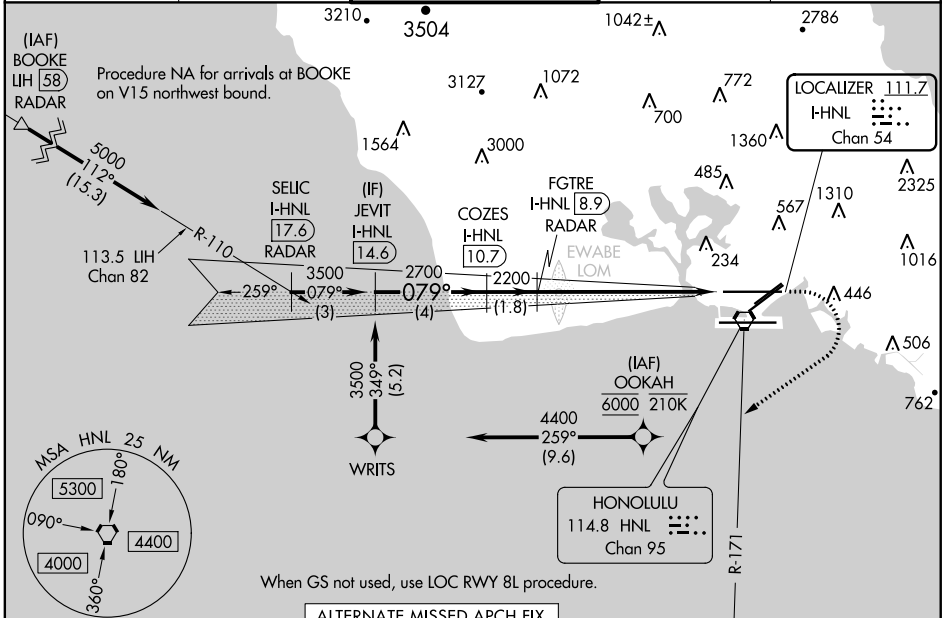 3210
3504
1042±
2786
(IAF)
BOOKE
LIH 58
RADAR
Procedure NA for arrivals at BOOKE
on V15 northwest bound.
3127
1072
772
700
LOCALIZER 111.7
I-HNL
Chan 54
1564
3000
1360
2325
5000
112°
(15.3)
485
567
1310
SELIC
I-HNL
17.6
RADAR
(IF)
JEVIT
I-HNL
14.6
COZES
I-HNL
10.7
FGTRE
I-HNL 8.9
RADAR
EWABE
LOM
R-110
113.5 LIH
Chan 82
234
1016
3500
2700
2200
259°
079°
079°
(3)
(4)
(1.8)
446
506
762
3500
349°
(5.2)
WRITS
(IAF)
OOKAH
6000 210K
4400
259°
(9.6)
MSA HNL 25 NM
180°
5300
090°
4400
4000
360°
HONOLULU
114.8 HNL
Chan 95
R-171
When GS not used, use LOC RWY 8L procedure.
ALTERNATE MISSED APCH FIX